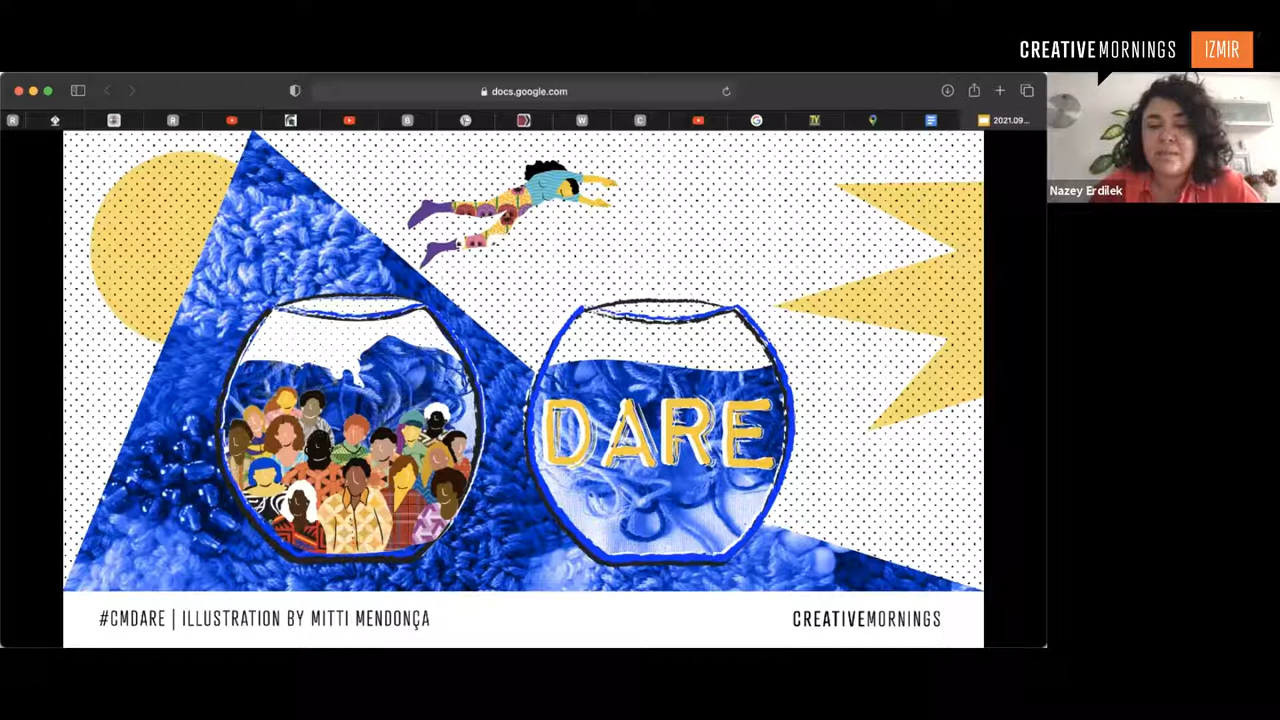 CREATIVEMORNINGS IZMIR
docs.google.com
2021.09...
Nazey Erdilek
DARE
#CMDARE | ILLUSTRATION BY MITTI MENDONÇA
CREATIVEMORNINGS